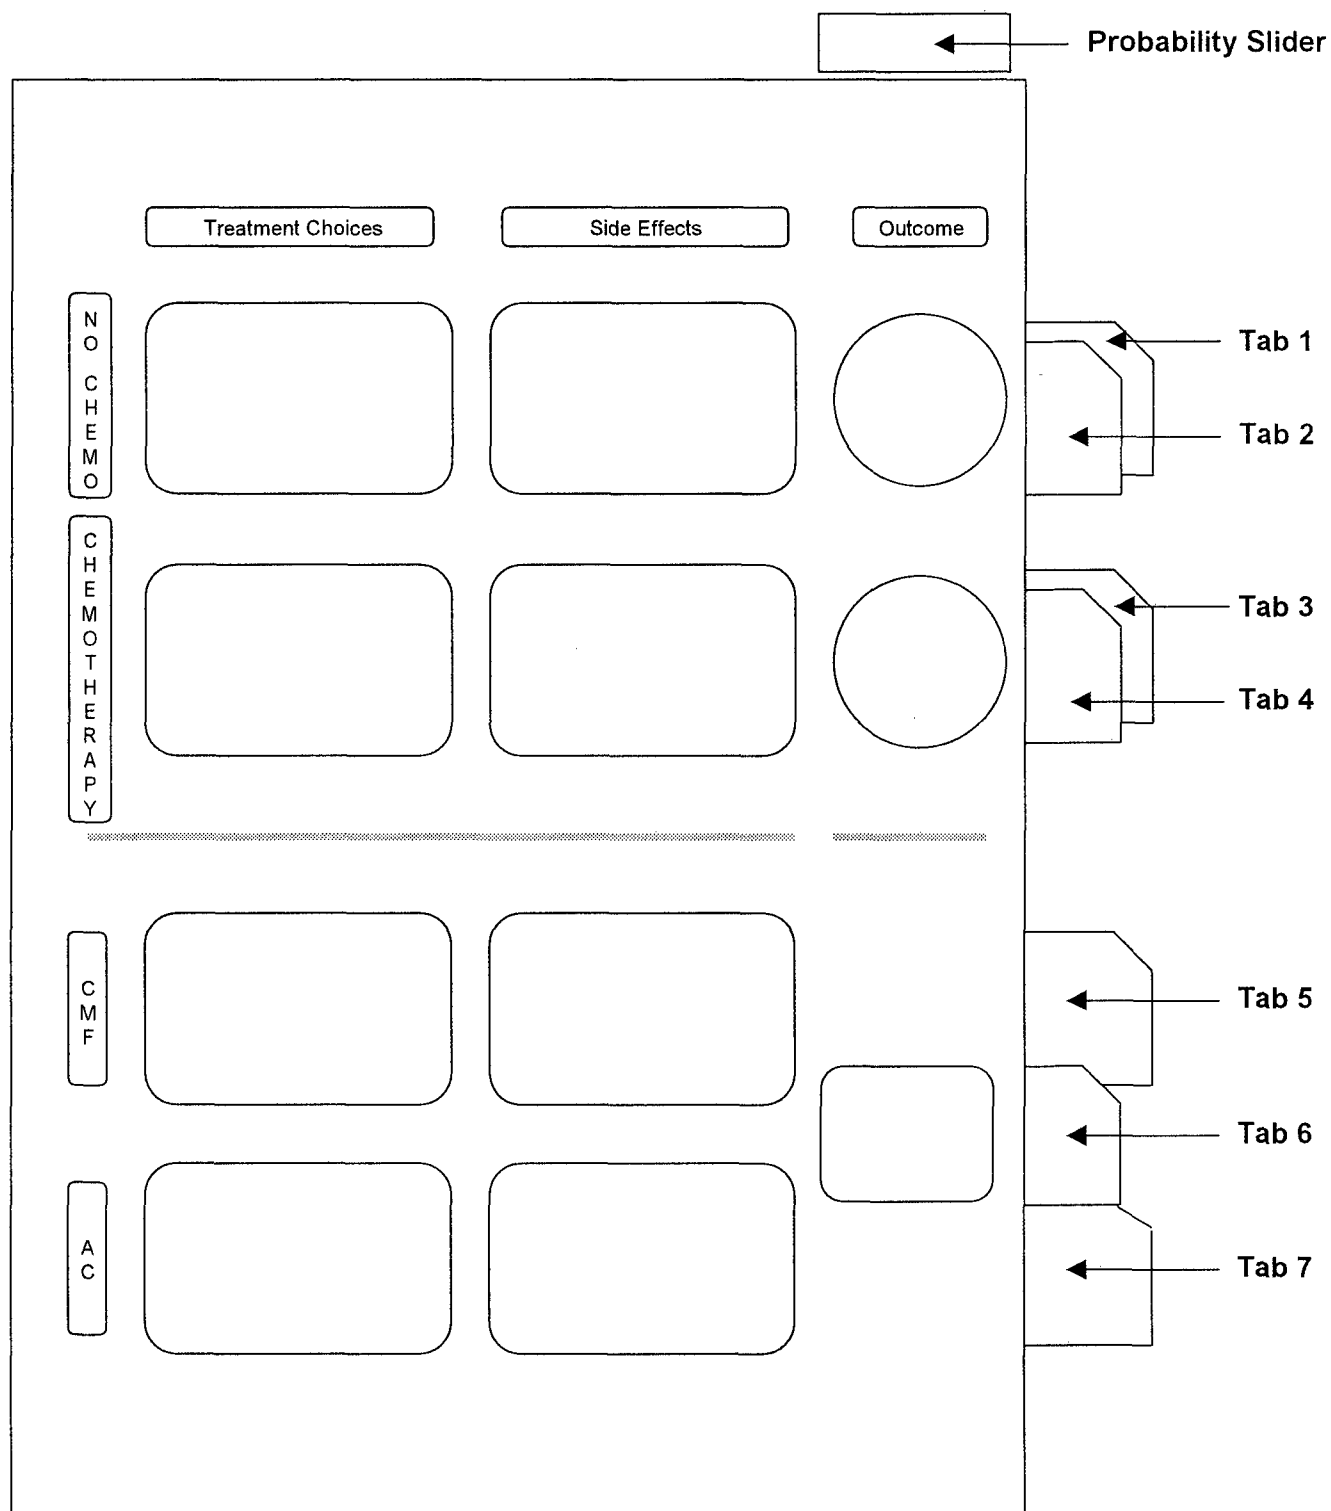 Probability Slider
Treatment Choices
Side Effects
Outcome
NO CHEMO
Tab 1
Tab 2
CHEMOTHERAPY
Tab 3
Tab 4
CMF
Tab 5
Tab 6
AC
Tab 7